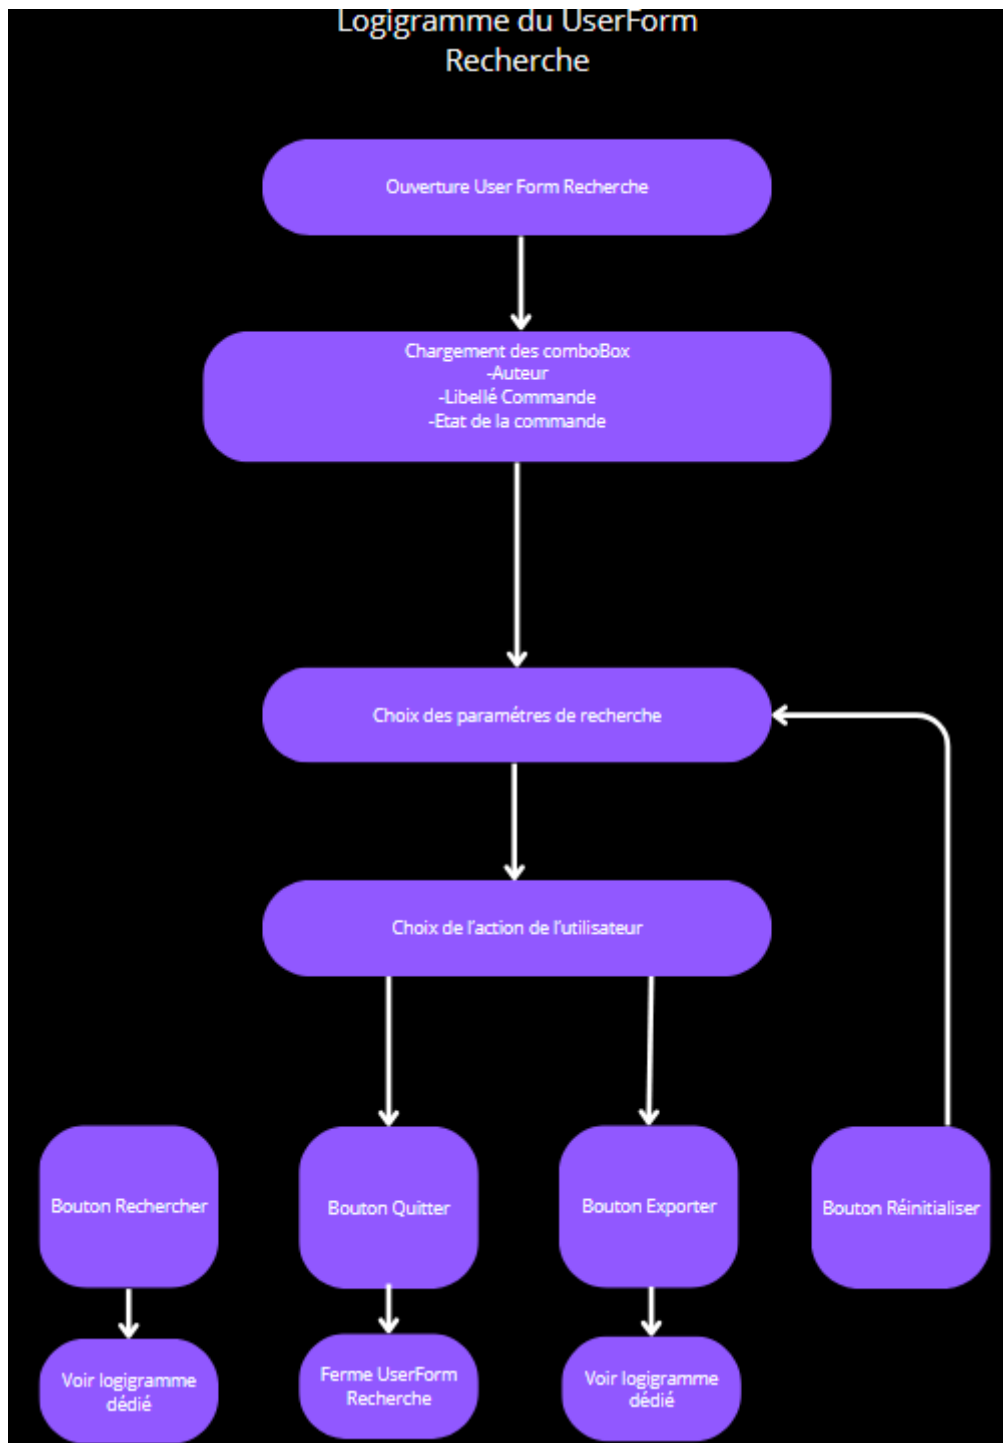 Logigramme du UserForm
Recherche
Ouverture User Form Recherche
Chargement des comboBox
-Auteur
-Libellé Commande
-Etat de la commande
Choix des paramétres de recherche
Choix de l'action de l'utilisateur
Bouton Rechercher
Bouton Quitter
Bouton Exporter
Bouton Réinitialiser
Voir logigramme
dédié
Ferme UserForm
Recherche
Voir logigramme
dédié